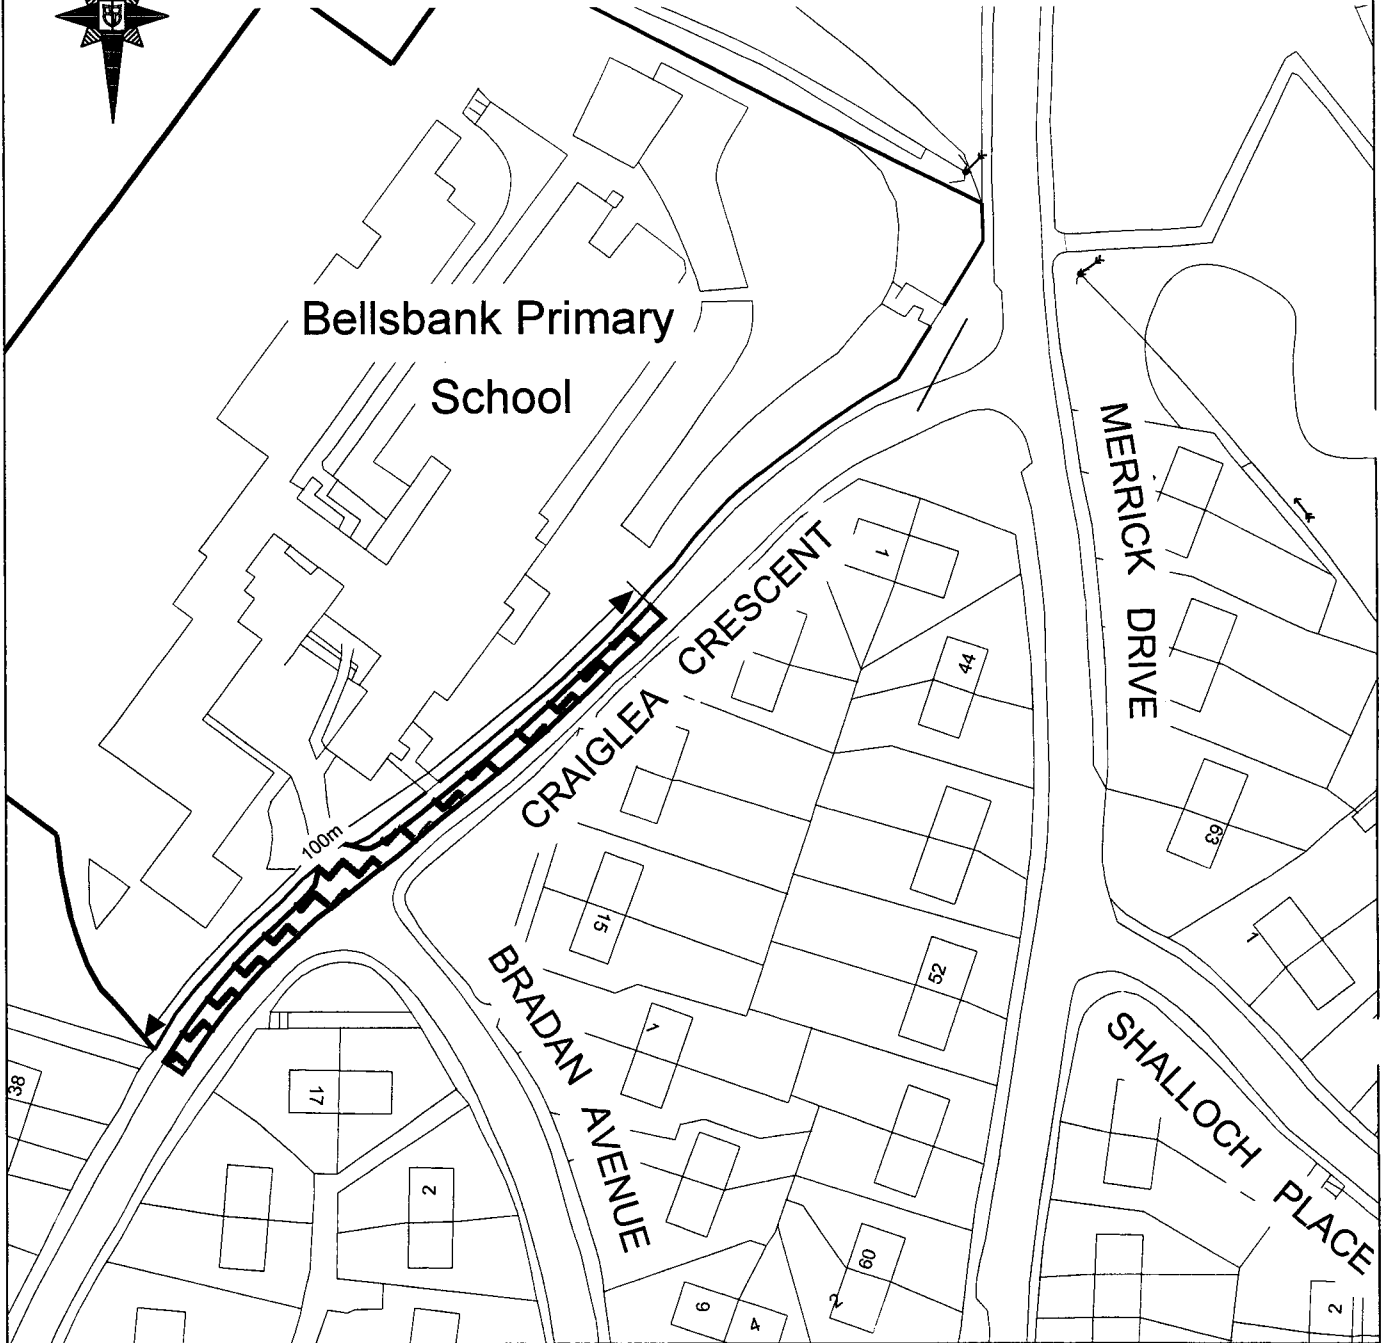 Bellsbank Primary
School
MERRICK DRIVE
CRAIGLEA CRESCENT
1
44
63
100m
15
1
52
BRADAN AVENUE
1
SHALLOCH PLACE
38
17
2
60
2
6
4
2